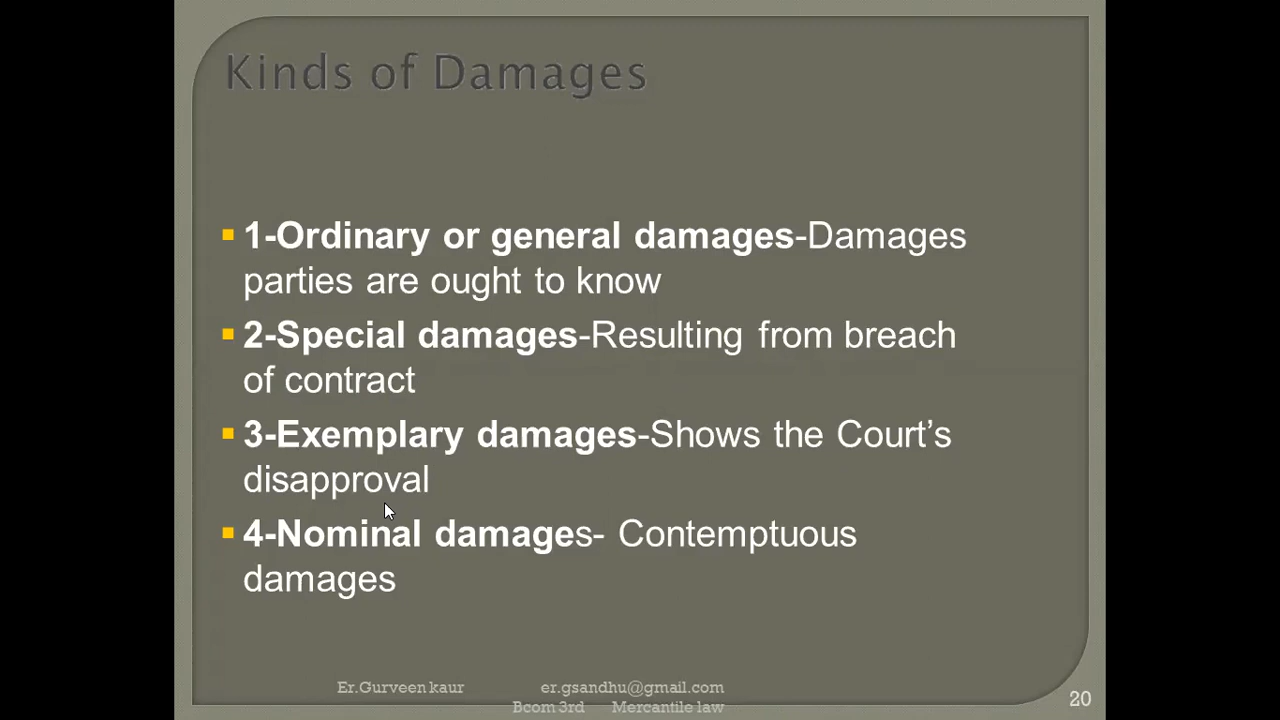 Kinds of Damages
1-Ordinary or general damages-Damages
parties are ought to know
2-Special damages-Resulting from breach
of contract
3-Exemplary damages-Shows the Court’s
disapproval
4-Nominal damages- Contemptuous
damages
Er.Gurveen kaur er.gsandhu@gmail.com
Bcom 3rd Mercantile law
20